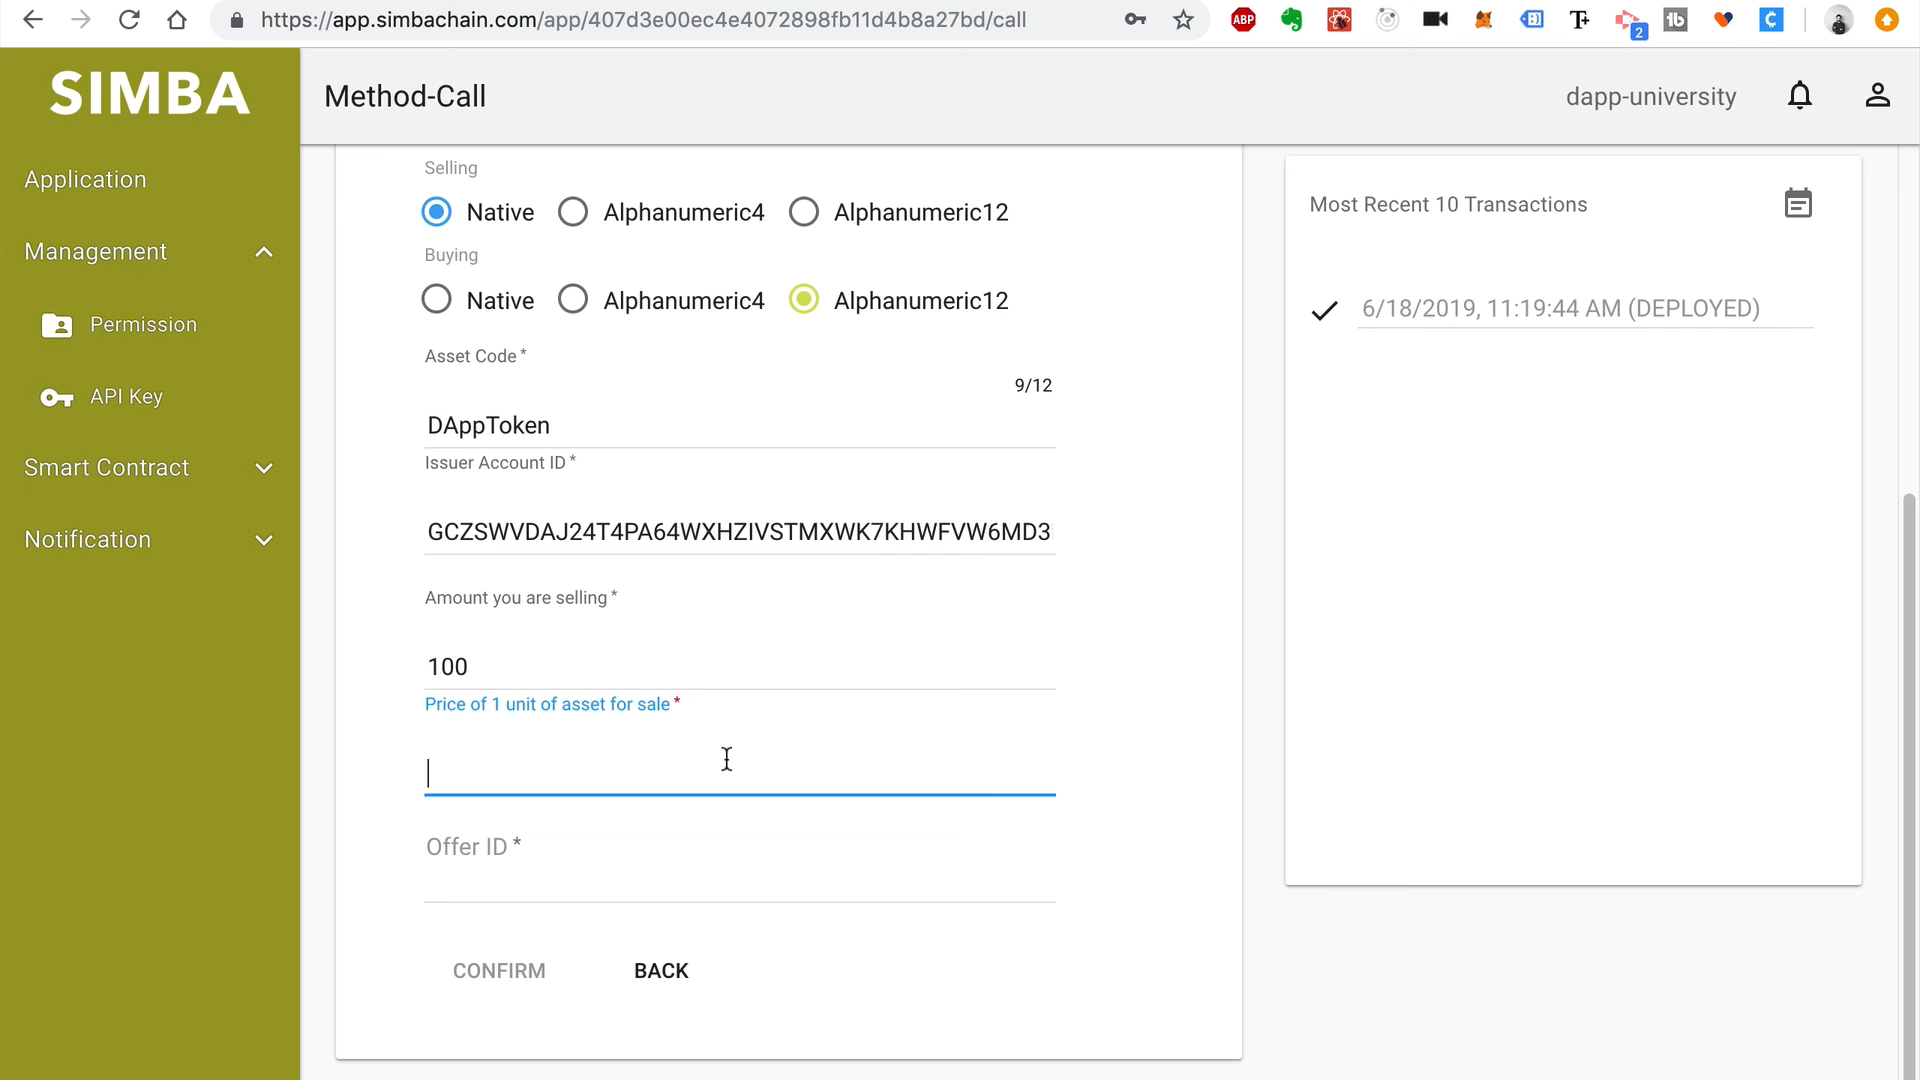 https://app.simbachain.com/app/407d3e00ec4e4072898fb11d4b8a27bd/call
ABP
2
SIMBA
Method-Call
dapp-university
Application
Management
Permission
API Key
Smart Contract
Notification
Selling
Native
Alphanumeric4
Alphanumeric12
Buying
Native
Alphanumeric4
Alphanumeric12
Asset Code *
9/12
DAppToken
Issuer Account ID *
GCZSWVDAJ24T4PA64WXHZIVSTMXWK7KHWFVW6MD3
Amount you are selling *
100
Price of 1 unit of asset for sale *
Offer ID *
CONFIRM
BACK
Most Recent 10 Transactions
6/18/2019, 11:19:44 AM (DEPLOYED)